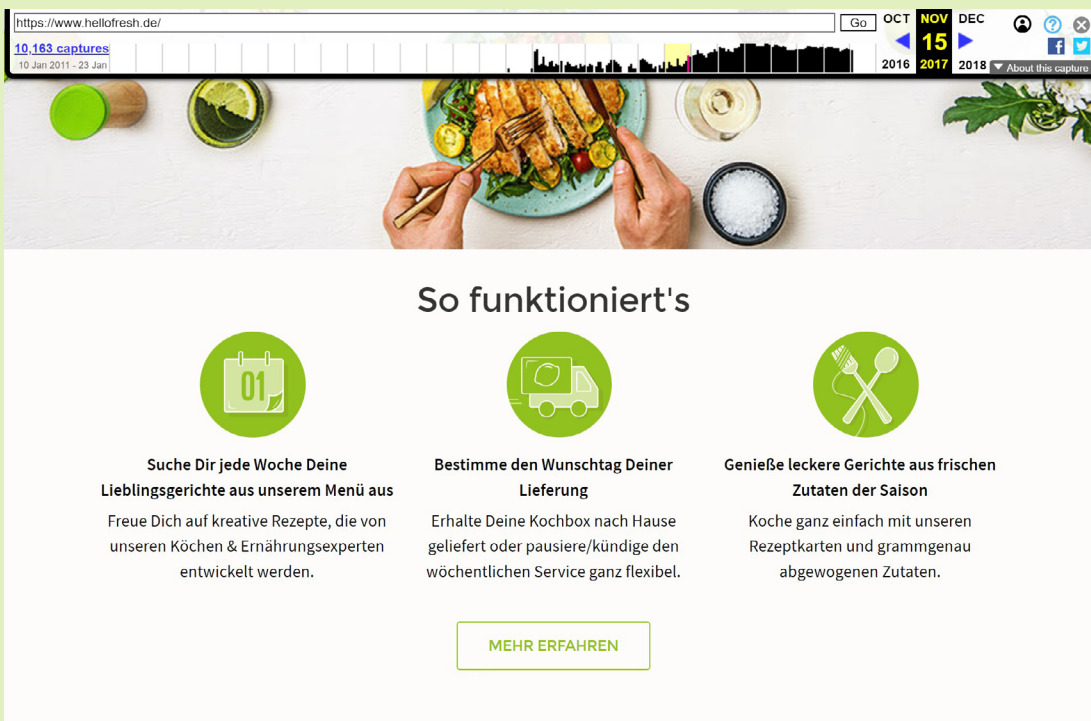 https://www.hellofresh.de/
Go
OCT NOV DEC
15
2016 2017 2018
10,163 captures
10 Jan 2011 - 23 Jan
About this capture
So funktioniert's
01
Suche Dir jede Woche Deine
Lieblingsgerichte aus unserem Menü aus
Freue Dich auf kreative Rezepte, die von
unseren Köchen & Ernährungsexperten
entwickelt werden.
Bestimme den Wunschtag Deiner
Lieferung
Erhalte Deine Kochbox nach Hause
geliefert oder pausiere/kündige den
wöchentlichen Service ganz flexibel.
Genieße leckere Gerichte aus frischen
Zutaten der Saison
Koche ganz einfach mit unseren
Rezeptkarten und grammgenau
abgewogenen Zutaten.
MEHR ERFAHREN